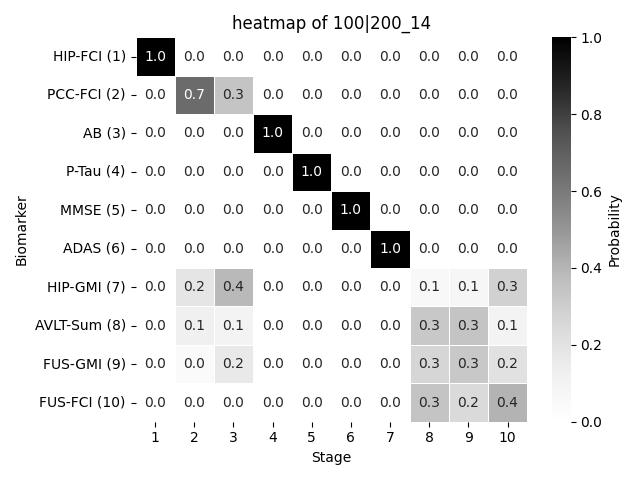 heatmap of 100|200_14
HIP-FCI (1) 1.0 0.0 0.0 0.0 0.0 0.0 0.0 0.0 0.0 0.0
PCC-FCI (2) 0.0 0.7 0.3 0.0 0.0 0.0 0.0 0.0 0.0 0.0
AB (3) 0.0 0.0 0.0 1.0 0.0 0.0 0.0 0.0 0.0 0.0
P-Tau (4) 0.0 0.0 0.0 0.0 1.0 0.0 0.0 0.0 0.0 0.0
MMSE (5) 0.0 0.0 0.0 0.0 0.0 1.0 0.0 0.0 0.0 0.0
ADAS (6) 0.0 0.0 0.0 0.0 0.0 0.0 1.0 0.0 0.0 0.0
HIP-GMI (7) 0.0 0.2 0.4 0.0 0.0 0.0 0.0 0.1 0.1 0.3
AVLT-Sum (8) 0.0 0.1 0.1 0.0 0.0 0.0 0.0 0.3 0.3 0.1
FUS-GMI (9) 0.0 0.0 0.2 0.0 0.0 0.0 0.0 0.3 0.3 0.2
FUS-FCI (10) 0.0 0.0 0.0 0.0 0.0 0.0 0.0 0.3 0.2 0.4
1 2 3 4 5 6 7 8 9 10
Stage
Biomarker
1.0
0.8
0.6
0.4
0.2
0.0
Probability